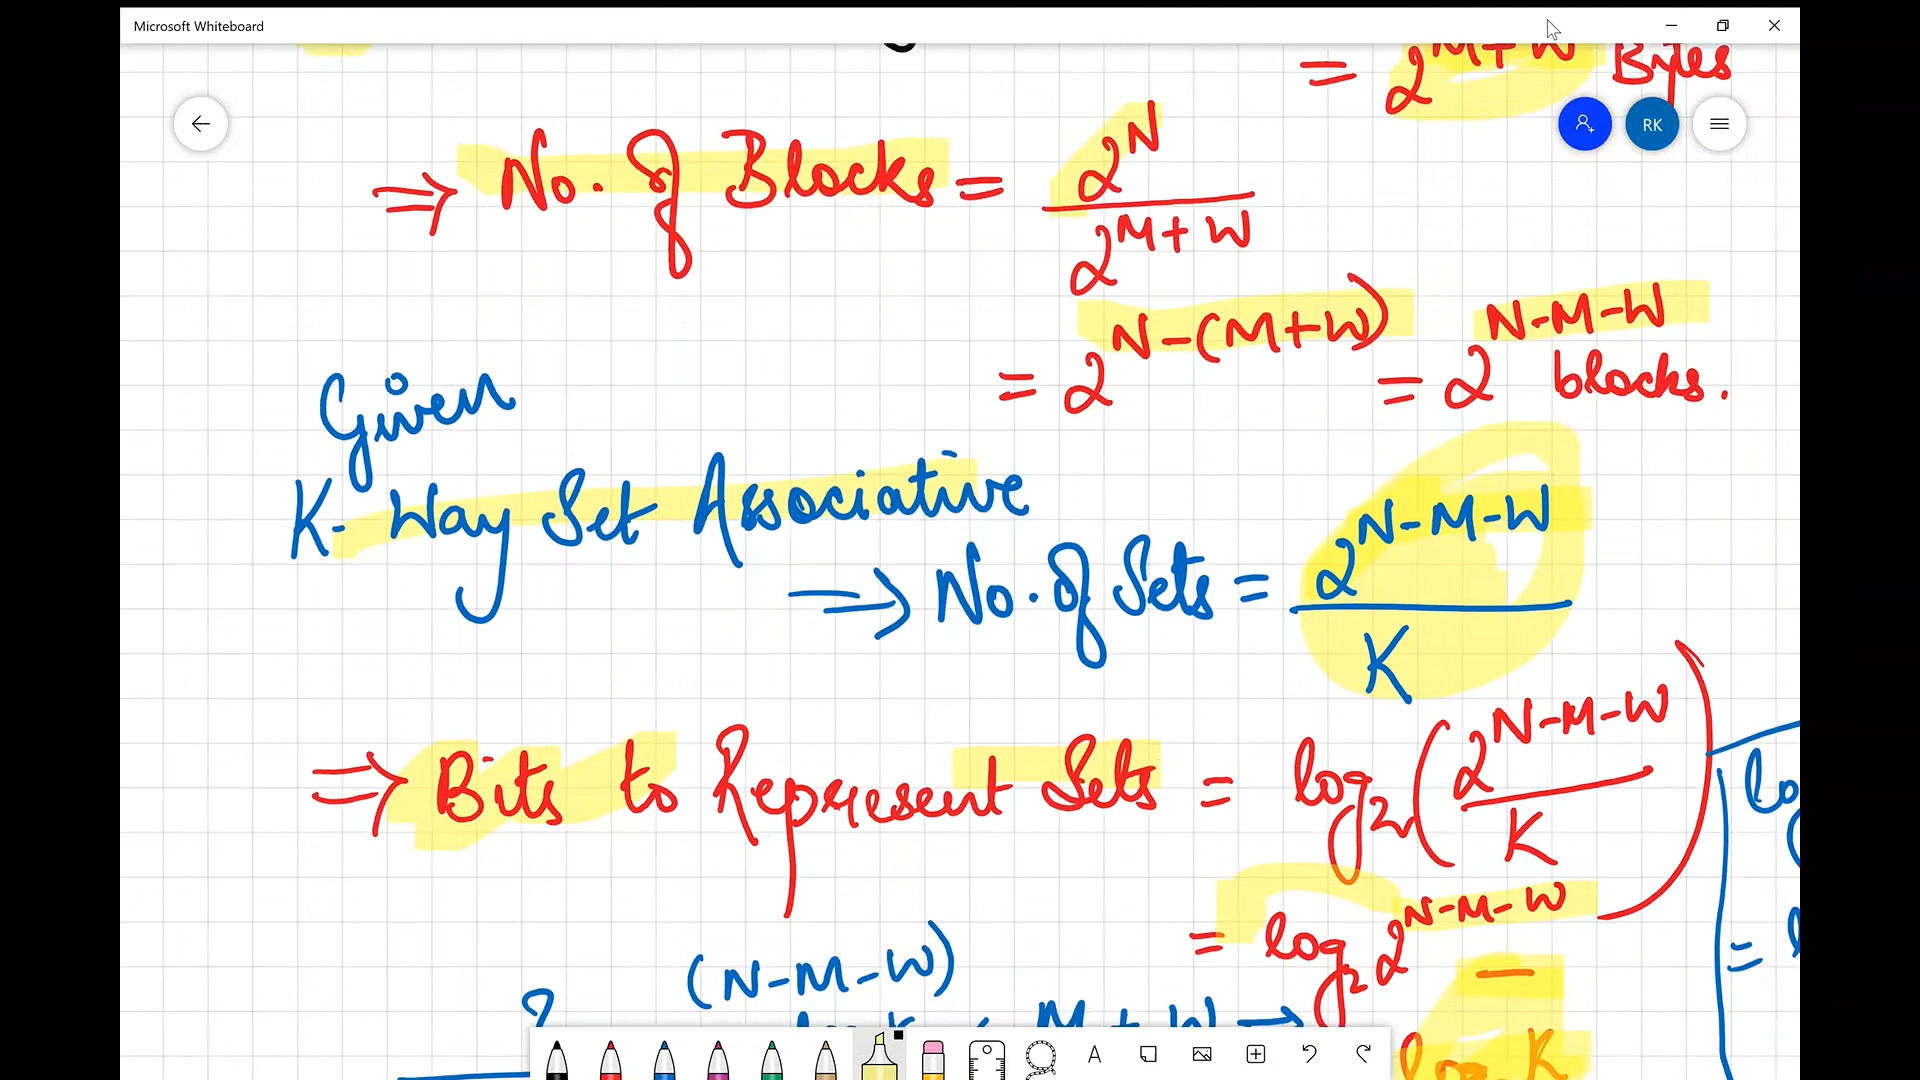 Microsoft Whiteboard
= 2^{M+W} Bytes
RK
⇒ No. of Blocks = 2^N / 2^{M+W}
= 2^{N-(M+W)} = 2^{N-M-W} blocks.
Given
K-Way Set Associative
⇒ No. of Sets = 2^{N-M-W} / K
⇒ Bits to Represent Sets = log₂(2^{N-M-W} / K)
= log₂ 2^{N-M-W} —
(N-M-W)
M + W →
log K